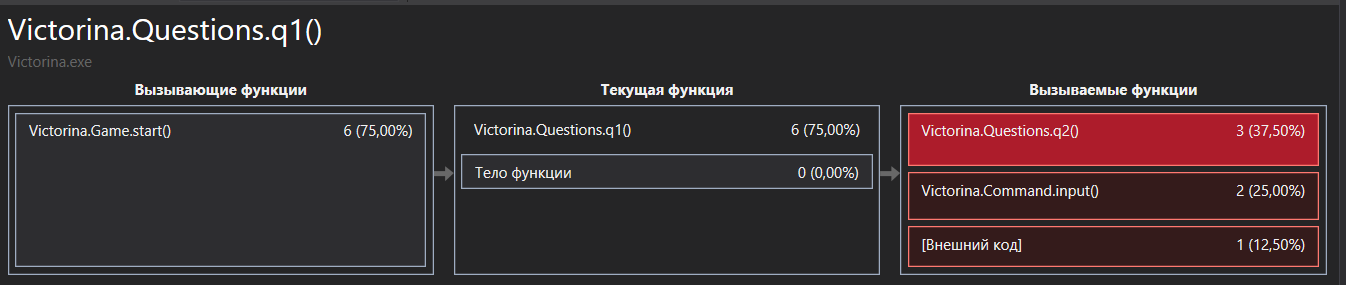 Victorina.Questions.q1()
Victorina.exe
Вызывающие функции
Victorina.Game.start() 6 (75,00%)
Текущая функция
Victorina.Questions.q1() 6 (75,00%)
Тело функции 0 (0,00%)
Вызываемые функции
Victorina.Questions.q2() 3 (37,50%)
Victorina.Command.input() 2 (25,00%)
[Внешний код] 1 (12,50%)